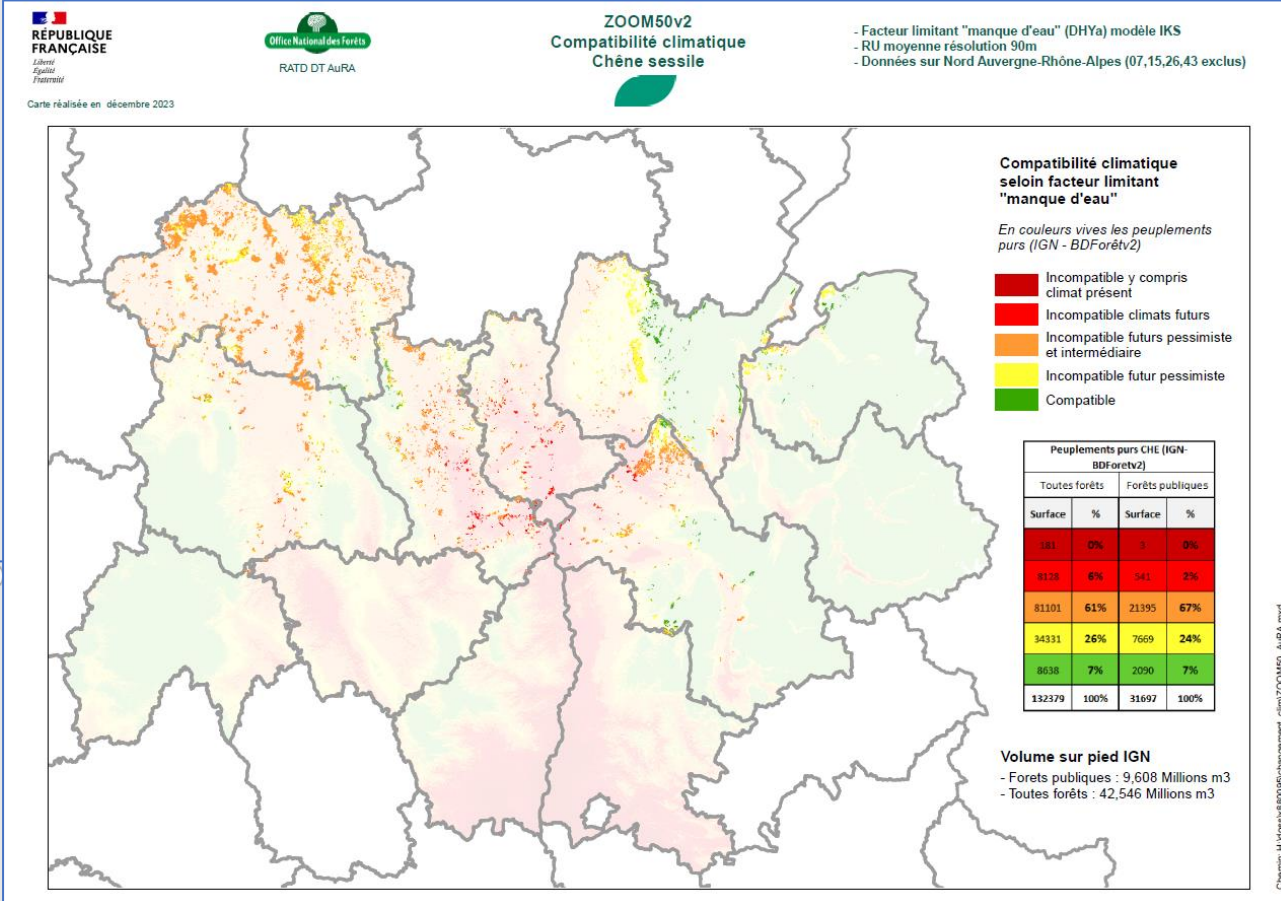 RÉPUBLIQUE
FRANÇAISE
Liberté
Égalité
Fraternité
Office National des Forêts
RATD DT AuRA
ZOOM50v2
Compatibilité climatique
Chêne sessile
- Facteur limitant "manque d'eau" (DHYa) modèle IKS
- RU moyenne résolution 90m
- Données sur Nord Auvergne-Rhône-Alpes (07,15,26,43 exclus)
Carte réalisée en décembre 2023
Compatibilité climatique
seloin facteur limitant
"manque d'eau"
En couleurs vives les peuplements
purs (IGN - BDForêtv2)
Incompatible y compris
climat présent
Incompatible climats futurs
Incompatible futurs pessimiste
et intermédiaire
Incompatible futur pessimiste
Compatible
Peuplements purs CHE (IGN-
BDForetv2)
Toutes forêts Forêts publiques
Surface % Surface %
181 0% 3 0%
8128 6% 541 2%
81101 61% 21395 67%
34331 26% 7669 24%
8638 7% 2090 7%
132379 100% 31697 100%
Volume sur pied IGN
- Forets publiques : 9,608 Millions m3
- Toutes forêts : 42,546 Millions m3